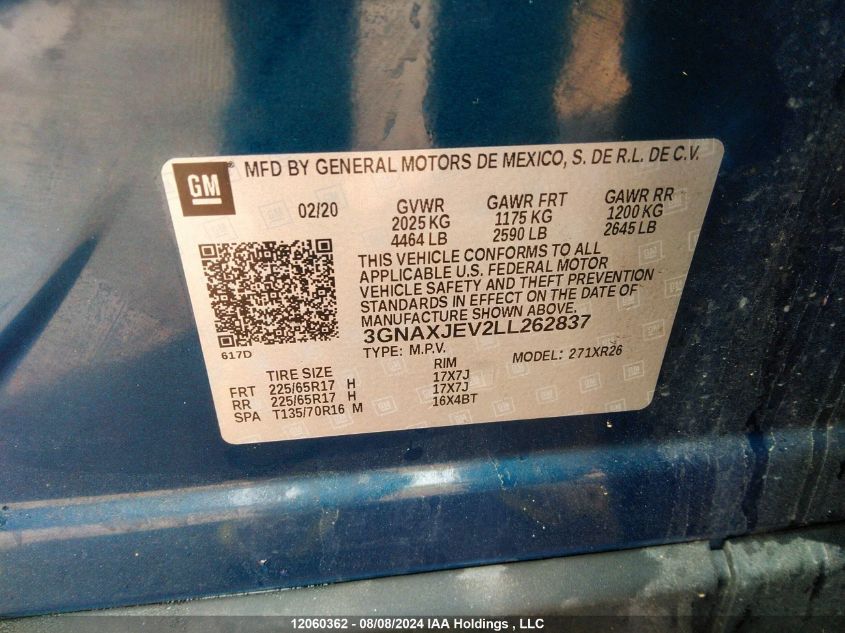 GM
MFD BY GENERAL MOTORS DE MEXICO, S. DE R.L. DE C.V.
02/20 GVWR GAWR FRT GAWR RR
2025 KG 1175 KG 1200 KG
4464 LB 2590 LB 2645 LB
THIS VEHICLE CONFORMS TO ALL
APPLICABLE U.S. FEDERAL MOTOR
VEHICLE SAFETY AND THEFT PREVENTION
STANDARDS IN EFFECT ON THE DATE OF
MANUFACTURE SHOWN ABOVE.
3GNAXJEV2LL262837
617D
TYPE: M.P.V. MODEL: 271XR26
TIRE SIZE RIM
FRT 225/65R17 H 17X7J
RR 225/65R17 H 17X7J
SPA T135/70R16 M 16X4BT
12060362 - 08/08/2024 IAA Holdings , LLC